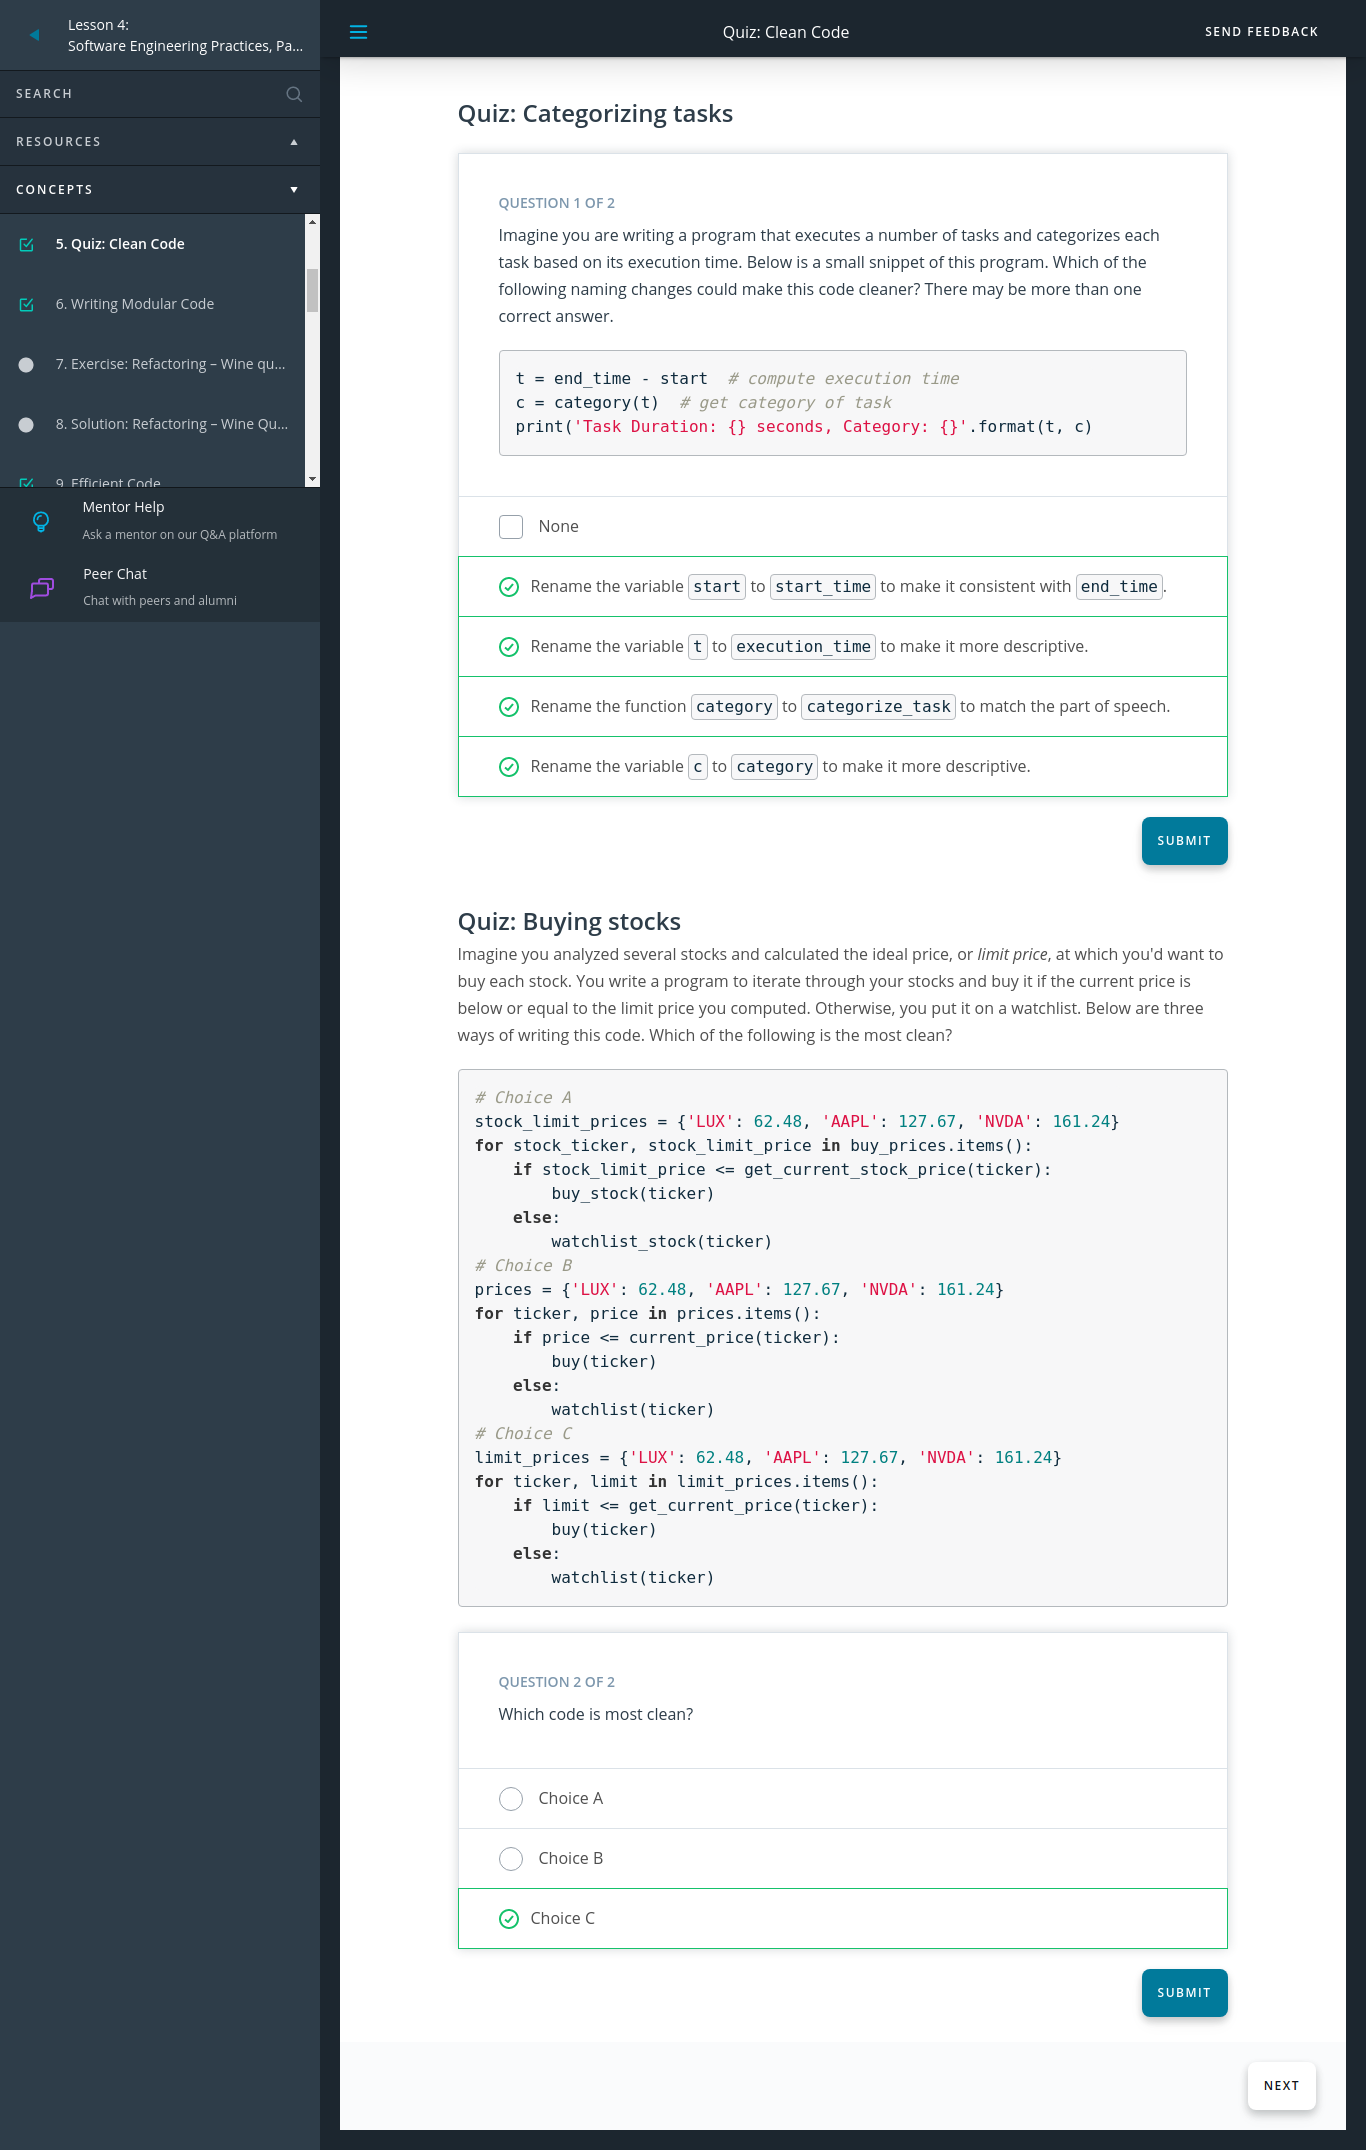 Lesson 4:
Software Engineering Practices, Pa...
SEARCH
RESOURCES
CONCEPTS
5. Quiz: Clean Code
6. Writing Modular Code
7. Exercise: Refactoring – Wine qu...
8. Solution: Refactoring – Wine Qu...
9. Efficient Code
Mentor Help
Ask a mentor on our Q&A platform
Peer Chat
Chat with peers and alumni
Quiz: Clean Code
SEND FEEDBACK
Quiz: Categorizing tasks
QUESTION 1 OF 2
Imagine you are writing a program that executes a number of tasks and categorizes each
task based on its execution time. Below is a small snippet of this program. Which of the
following naming changes could make this code cleaner? There may be more than one
correct answer.
t = end_time - start  # compute execution time
c = category(t)  # get category of task
print('Task Duration: {} seconds, Category: {}'.format(t, c)
None
Rename the variable start to start_time to make it consistent with end_time.
Rename the variable t to execution_time to make it more descriptive.
Rename the function category to categorize_task to match the part of speech.
Rename the variable c to category to make it more descriptive.
SUBMIT
Quiz: Buying stocks
Imagine you analyzed several stocks and calculated the ideal price, or limit price, at which you'd want to
buy each stock. You write a program to iterate through your stocks and buy it if the current price is
below or equal to the limit price you computed. Otherwise, you put it on a watchlist. Below are three
ways of writing this code. Which of the following is the most clean?
# Choice A
stock_limit_prices = {'LUX': 62.48, 'AAPL': 127.67, 'NVDA': 161.24}
for stock_ticker, stock_limit_price in buy_prices.items():
    if stock_limit_price <= get_current_stock_price(ticker):
        buy_stock(ticker)
    else:
        watchlist_stock(ticker)
# Choice B
prices = {'LUX': 62.48, 'AAPL': 127.67, 'NVDA': 161.24}
for ticker, price in prices.items():
    if price <= current_price(ticker):
        buy(ticker)
    else:
        watchlist(ticker)
# Choice C
limit_prices = {'LUX': 62.48, 'AAPL': 127.67, 'NVDA': 161.24}
for ticker, limit in limit_prices.items():
    if limit <= get_current_price(ticker):
        buy(ticker)
    else:
        watchlist(ticker)
QUESTION 2 OF 2
Which code is most clean?
Choice A
Choice B
Choice C
SUBMIT
NEXT